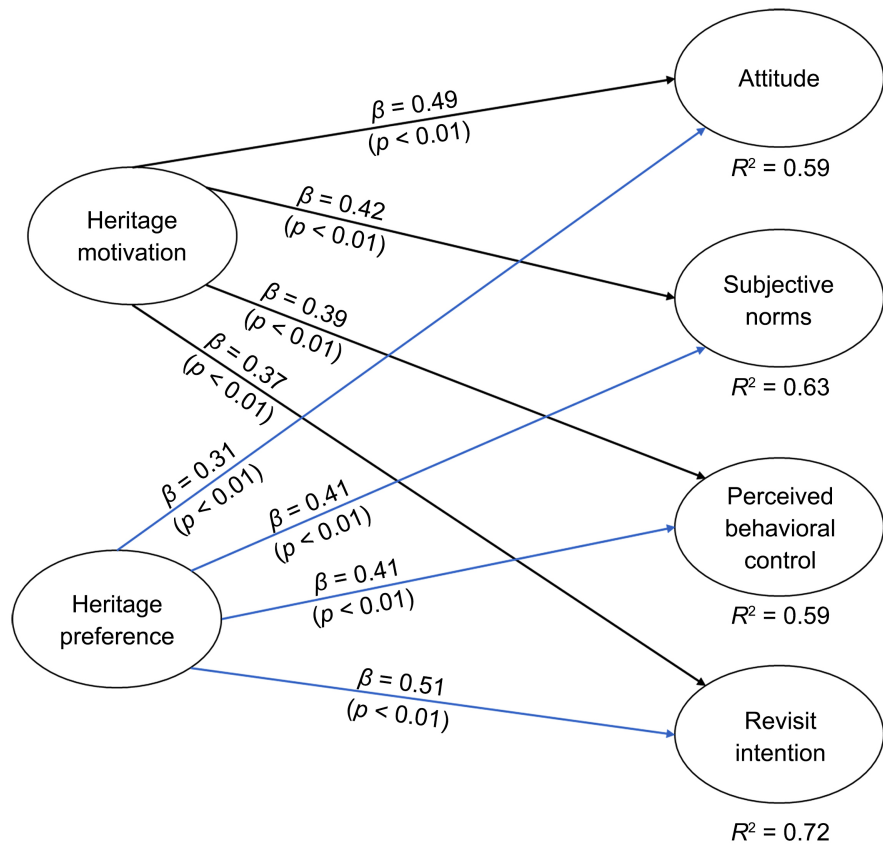 Attitude
R² = 0.59
β = 0.49
(p < 0.01)
Heritage
motivation
β = 0.42
(p < 0.01)
Subjective
norms
R² = 0.63
β = 0.39
(p < 0.01)
β = 0.37
(p < 0.01)
β = 0.31
(p < 0.01)
β = 0.41
(p < 0.01)
Perceived
behavioral
control
R² = 0.59
β = 0.41
(p < 0.01)
Heritage
preference
β = 0.51
(p < 0.01)
Revisit
intention
R² = 0.72